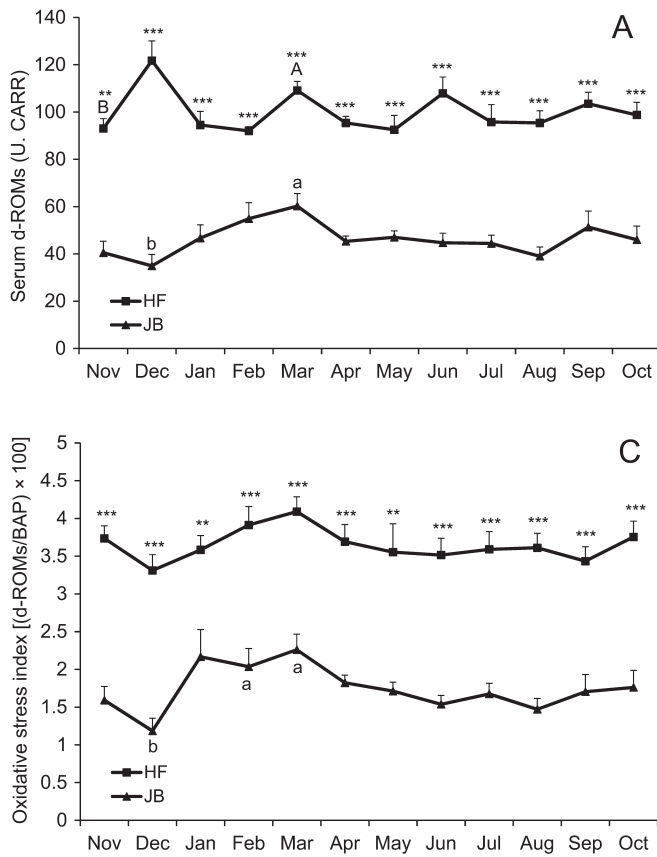 A
Serum d-ROMs (U. CARR)
140
120
100
80
60
40
20
0
** *** *** *** *** *** *** *** *** *** *** ***
B A
b a
HF
JB
Nov Dec Jan Feb Mar Apr May Jun Jul Aug Sep Oct
C
Oxidative stress index [(d-ROMs/BAP) × 100]
5
4.5
4
3.5
3
2.5
2
1.5
1
0.5
0
*** *** ** *** *** *** ** *** *** *** *** ***
b a a
HF
JB
Nov Dec Jan Feb Mar Apr May Jun Jul Aug Sep Oct